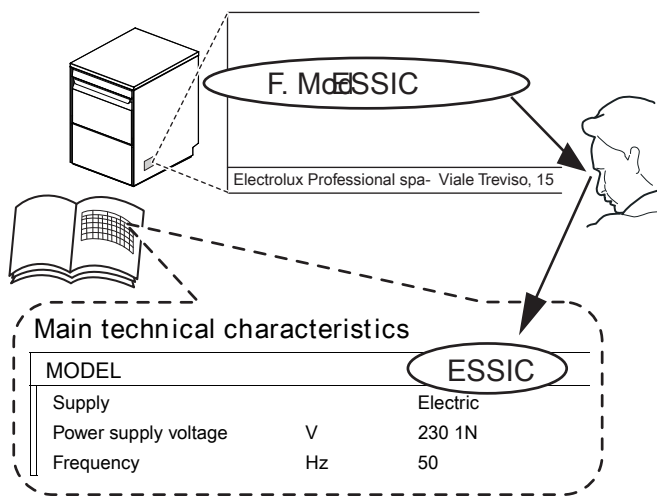 F. Mod ESSIC
Electrolux Professional spa- Viale Treviso, 15
Main technical characteristics
MODEL ESSIC
Supply Electric
Power supply voltage V 230 1N
Frequency Hz 50